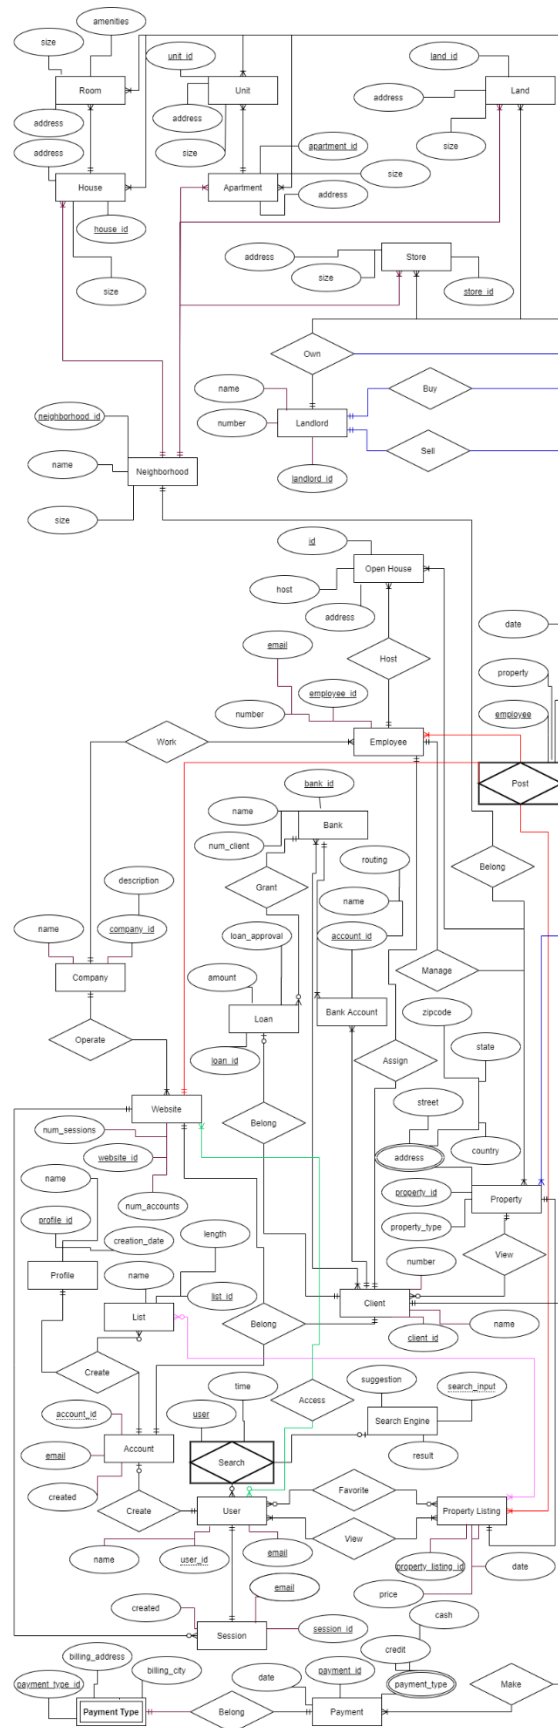 amenities
size
unit_id
land_id
Room
Unit
Land
address
address
address
address
size
size
apartment_id
House
Apartment
size
address
house_id
size
address
Store
size
store_id
Own
name
Buy
number
Landlord
neighborhood_id
Sell
name
Neighborhood
landlord_id
size
id
host
Open House
address
date
email
Host
property
number
employee_id
employee
Work
Employee
bank_id
Post
name
Bank
num_client
routing
Grant
Belong
description
name
loan_approval
name
company_id
account_id
Company
amount
Manage
Loan
Bank Account
zipcode
Operate
loan_id
Assign
state
street
Website
Belong
num_sessions
address
country
name
website_id
property_id
Property
num_accounts
property_type
profile_id
creation_date
length
View
Profile
name
number
list_id
Client
List
Belong
name
client_id
Create
time
suggestion
search_input
account_id
user
Access
Search Engine
email
Account
Search
result
created
Favorite
Create
User
Property Listing
View
name
user_id
email
property_listing_id
date
price
created
email
cash
Session
session_id
credit
billing_address
date
payment_id
payment_type_id
billing_city
payment_type
Make
Payment Type
Belong
Payment